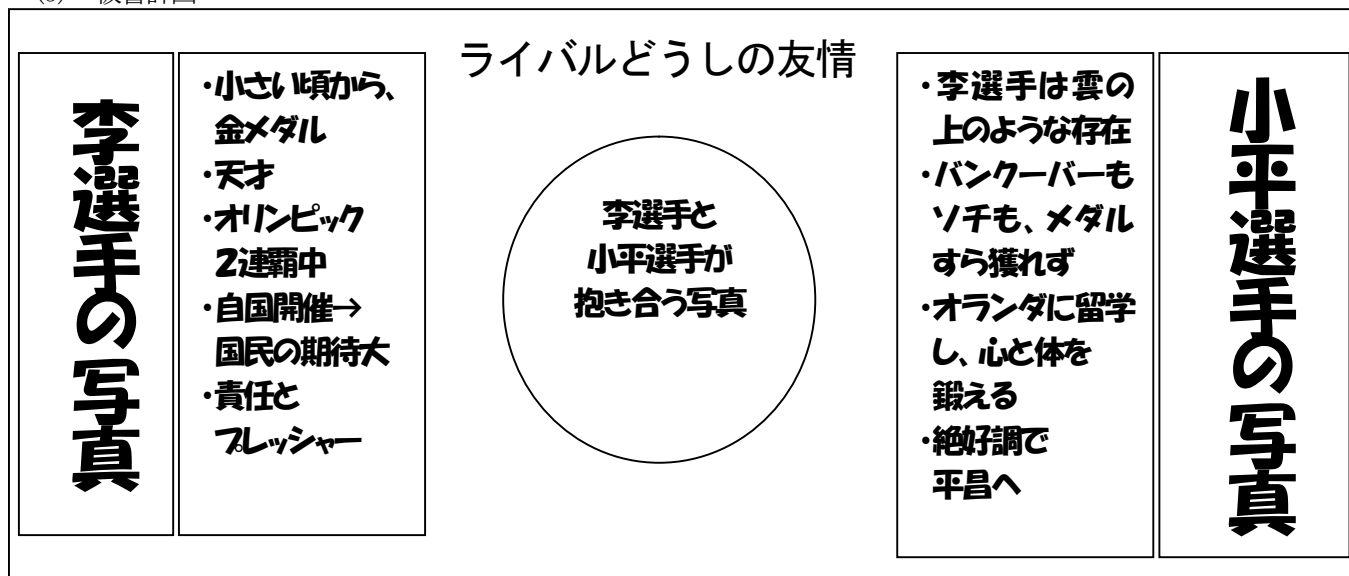 ライバルどうしの友情
李選手の写真
・小さい頃から、
金メダル
・天才
・オリンピック
2連覇中
・自国開催→
国民の期待大
・責任と
プレッシャー
李選手と
小平選手が
抱き合う写真
・李選手は雲の
上のような存在
・バンクーバーも
ソチも、メダル
すら獲れず
・オランダに留学
し、心と体を
鍛える
・絶好調で
平昌へ
小平選手の写真